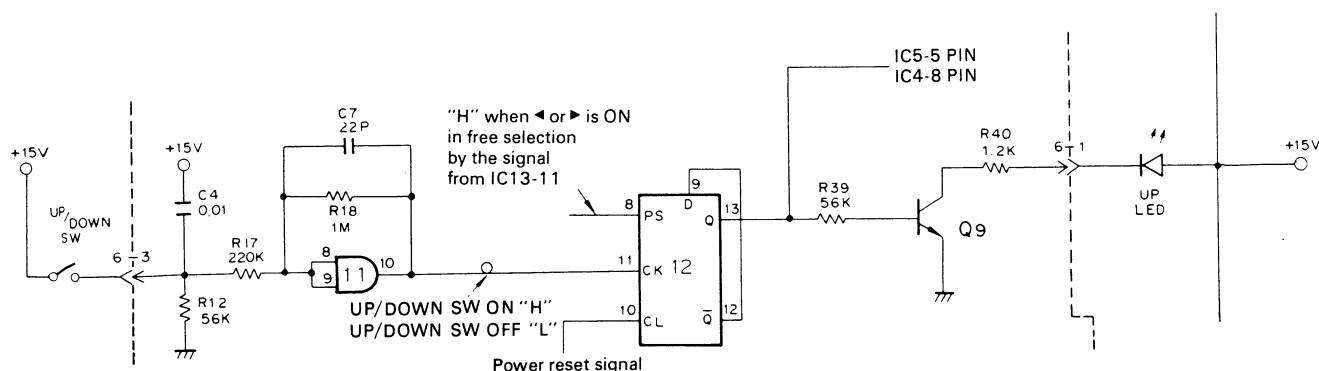 +15V
UP/DOWN
SW
6 3
+15V
C4
0.01
R12
56K
R17
220K
C7
22P
R18
1M
8
9
11
10
UP/DOWN SW ON "H"
UP/DOWN SW OFF "L"
"H" when ◄ or ► is ON
in free selection
by the signal
from IC13-11
8
PS
9
D
Q
13
11
CK
12
10
CL
Q̅
12
Power reset signal
IC5-5 PIN
IC4-8 PIN
R39
56K
Q9
R40
1.2K
6 1
UP
LED
+15V